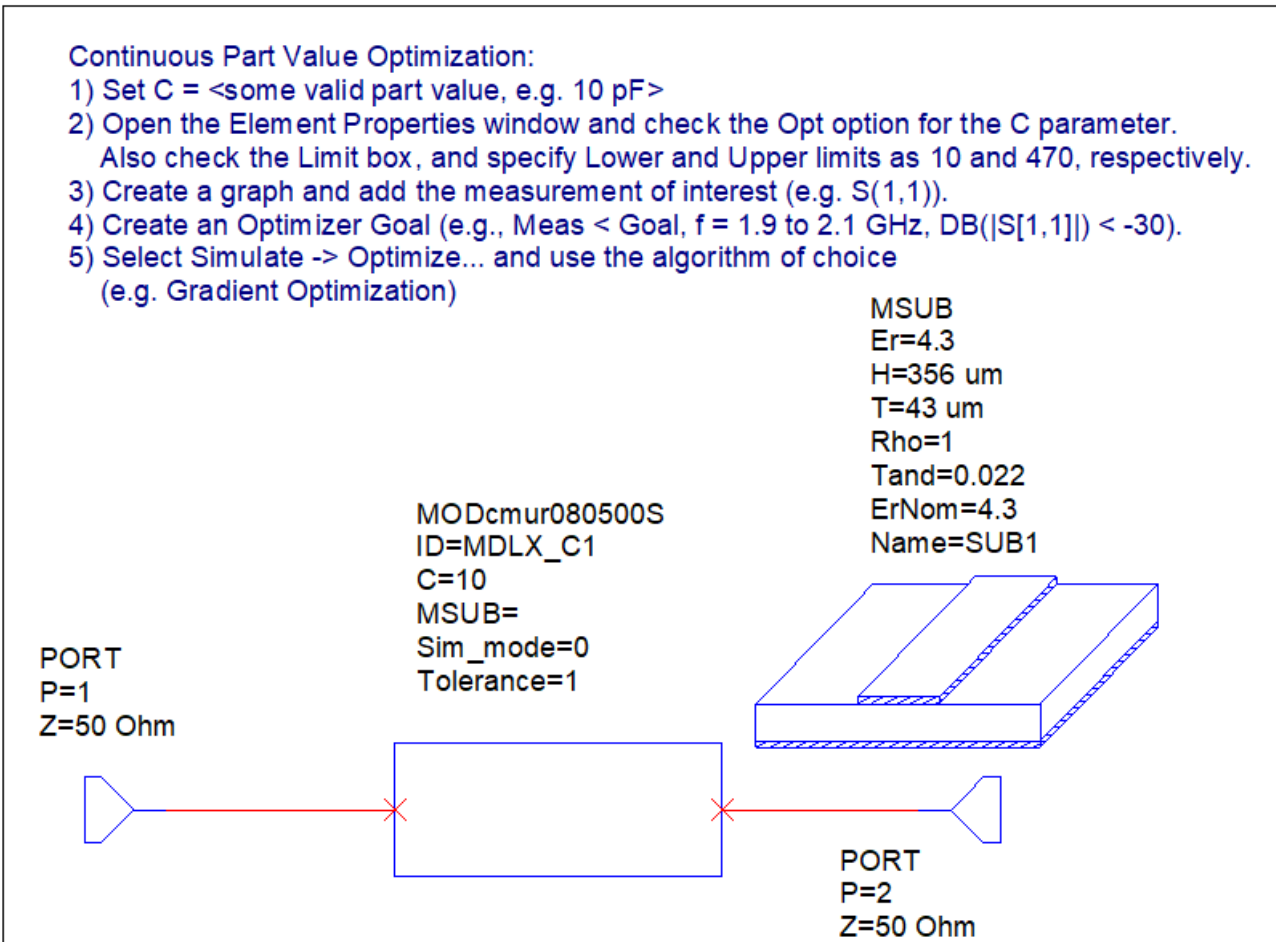 Continuous Part Value Optimization:
1) Set C = <some valid part value, e.g. 10 pF>
2) Open the Element Properties window and check the Opt option for the C parameter.
Also check the Limit box, and specify Lower and Upper limits as 10 and 470, respectively.
3) Create a graph and add the measurement of interest (e.g. S(1,1)).
4) Create an Optimizer Goal (e.g., Meas < Goal, f = 1.9 to 2.1 GHz, DB(|S[1,1]|) < -30).
5) Select Simulate -> Optimize... and use the algorithm of choice
(e.g. Gradient Optimization)
MSUB
Er=4.3
H=356 um
T=43 um
Rho=1
Tand=0.022
ErNom=4.3
Name=SUB1
MODcmur080500S
ID=MDLX_C1
C=10
MSUB=
Sim_mode=0
Tolerance=1
PORT
P=1
Z=50 Ohm
PORT
P=2
Z=50 Ohm